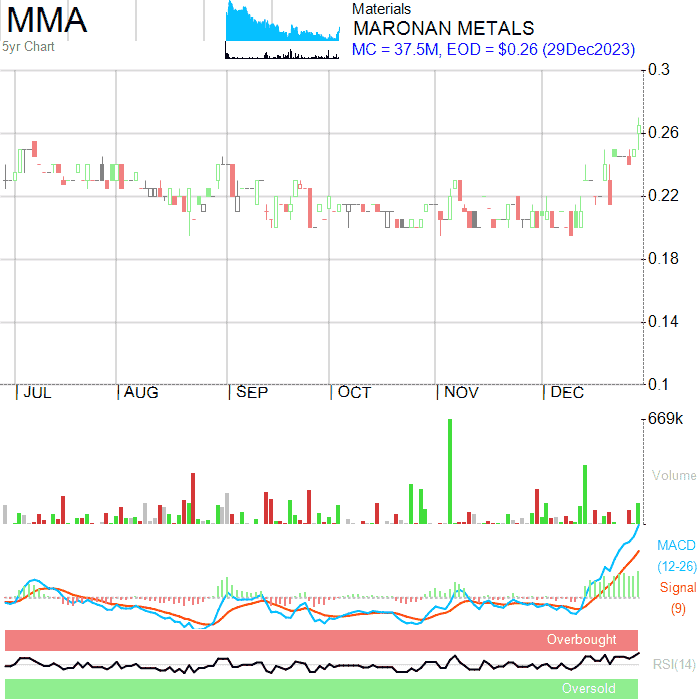 MMA
5yr Chart
Materials
MARONAN METALS
MC = 37.5M, EOD = $0.26 (29Dec2023)
0.3
0.26
0.22
0.18
0.14
0.1
JUL AUG SEP OCT NOV DEC
669k
Volume
MACD
(12-26)
Signal
(9)
Overbought
RSI(14)
Oversold